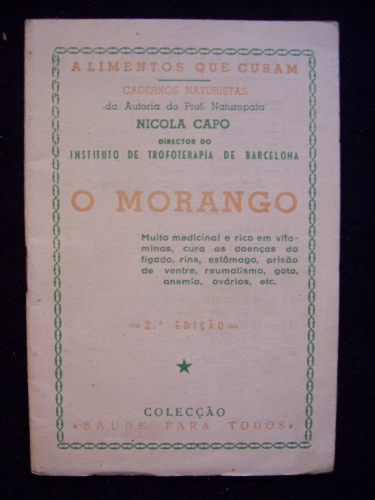 ALIMENTOS QUE CURAM
CADERNOS NATURISTAS
da Autoria do Prof. Naturopata
NICOLA CAPO
DIRECTOR DO
INSTITUTO DE TROFOTERAPIA DE BARCELONA
O MORANGO
Muito medicinal e rico em vita-
minas, cura as doenças do
fígado, rins, estômago, prisão
de ventre, reumatismo, gota,
anemia, ovários, etc.
=2.ª EDIÇÃO=
COLECÇÃO
«SAUDE PARA TODOS»